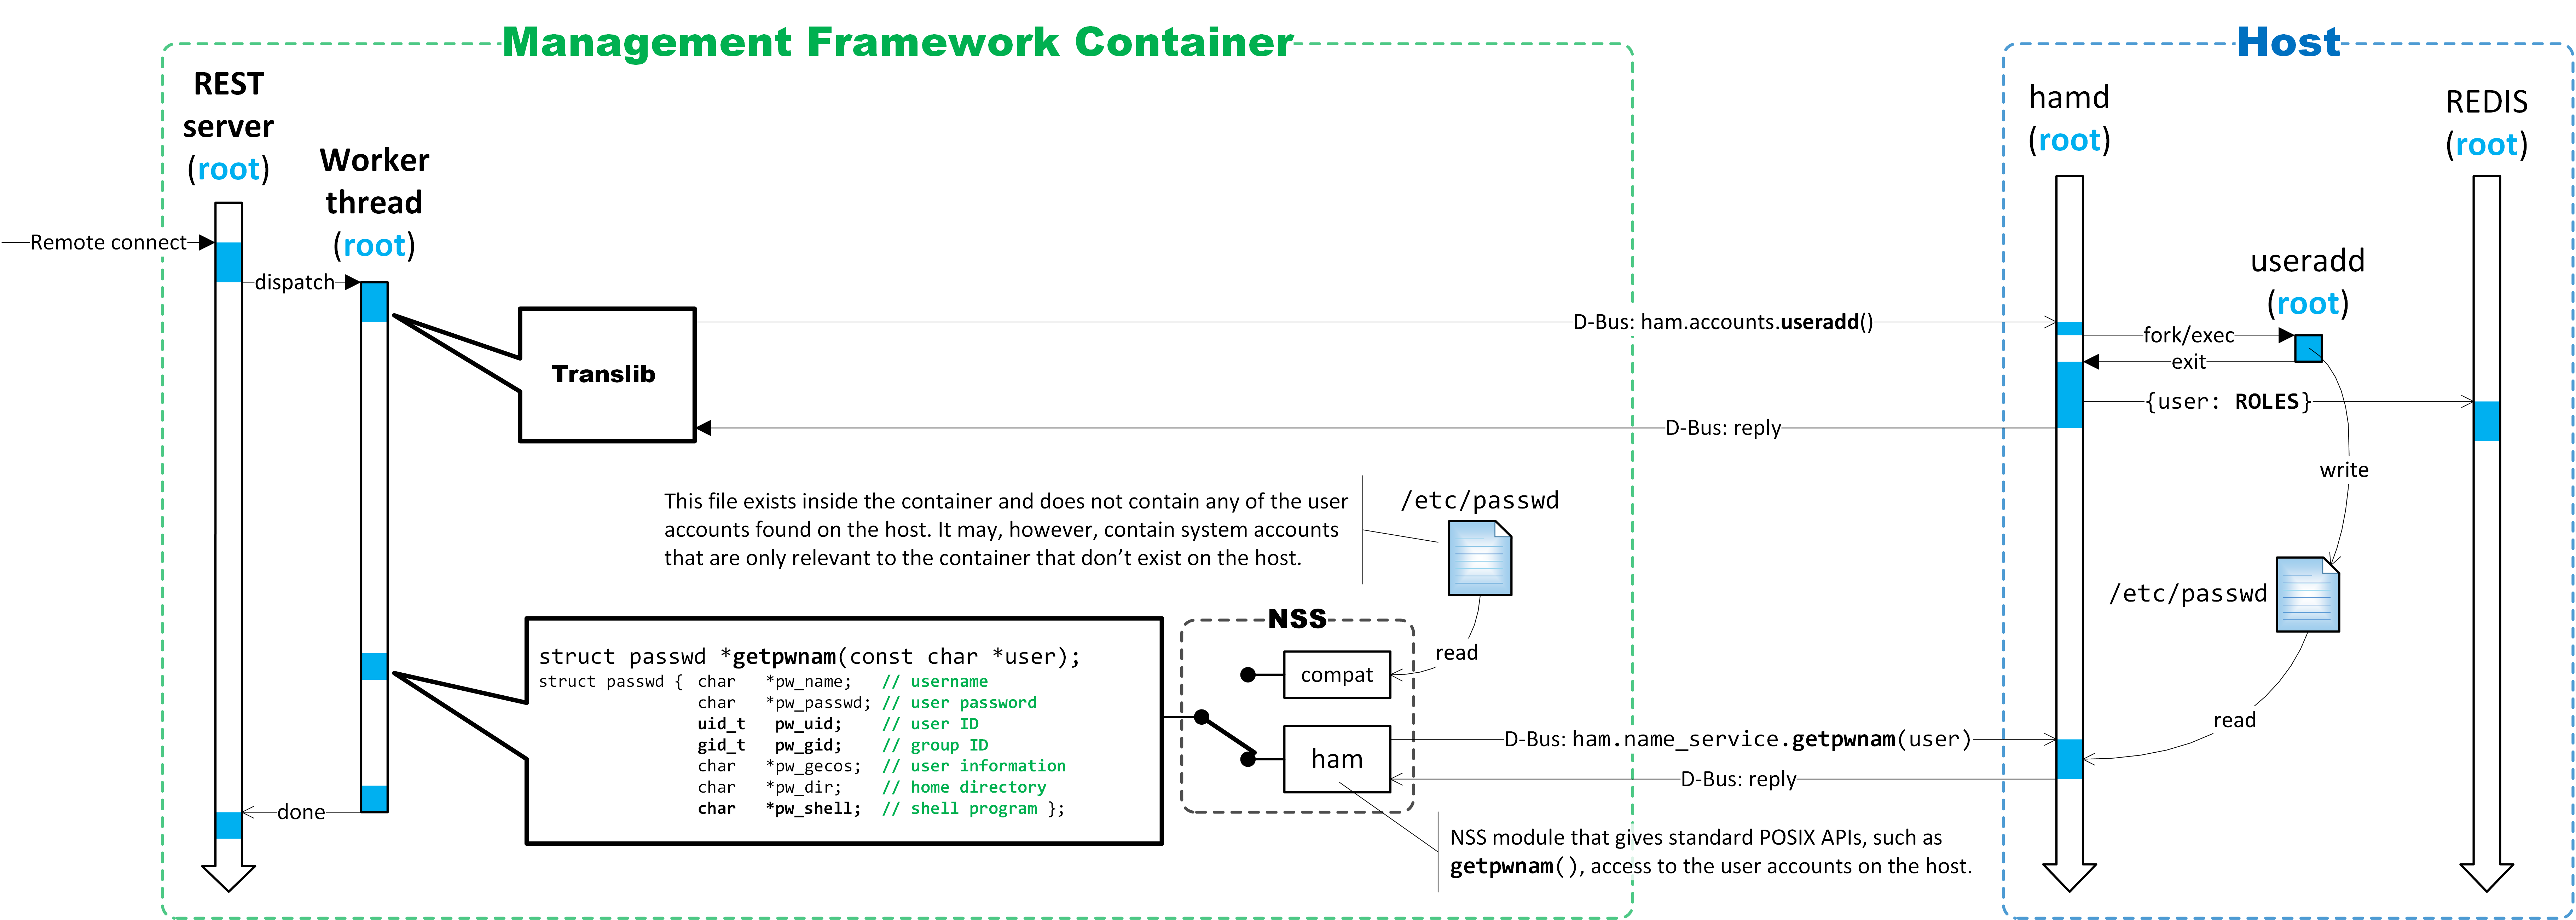 Management Framework Container
Host
REST
server
(root)
Worker
thread
(root)
hamd
(root)
REDIS
(root)
useradd
(root)
Remote connect
dispatch
Translib
D-Bus: ham.accounts.useradd()
fork/exec
exit
{user: ROLES}
D-Bus: reply
write
This file exists inside the container and does not contain any of the user
accounts found on the host. It may, however, contain system accounts
that are only relevant to the container that don’t exist on the host.
/etc/passwd
/etc/passwd
NSS
read
compat
struct passwd *getpwnam(const char *user);
struct passwd { char *pw_name; // username
char *pw_passwd; // user password
uid_t pw_uid; // user ID
gid_t pw_gid; // group ID
char *pw_gecos; // user information
char *pw_dir; // home directory
char *pw_shell; // shell program };
ham
D-Bus: ham.name_service.getpwnam(user)
read
D-Bus: reply
done
NSS module that gives standard POSIX APIs, such as
getpwnam(), access to the user accounts on the host.